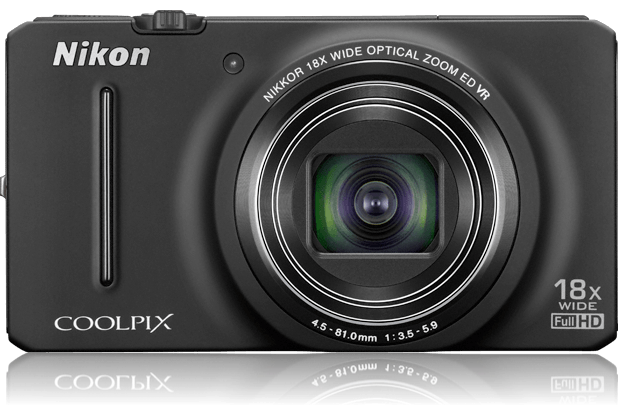 Nikon
NIKKOR 18X WIDE OPTICAL ZOOM ED VR
COOLPIX
4.5-81.0mm 1:3.5-5.9
18x
WIDE
Full HD